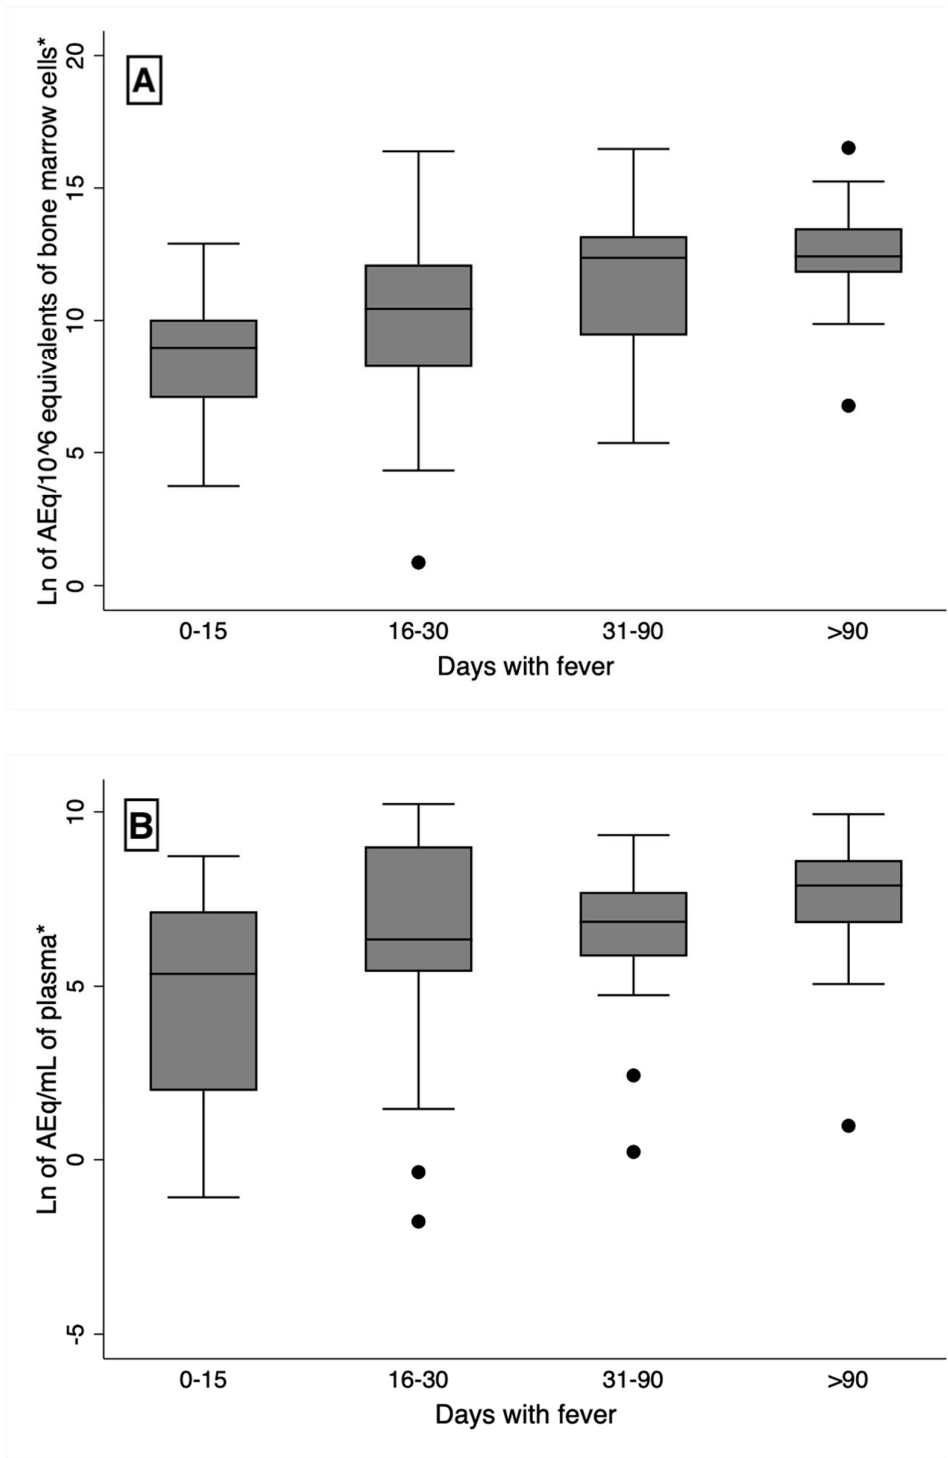 A
Ln of AEq/10^6 equivalents of bone marrow cells*
20
15
10
5
0
0-15 16-30 31-90 >90
Days with fever
B
Ln of AEq/mL of plasma*
10
5
0
-5
0-15 16-30 31-90 >90
Days with fever